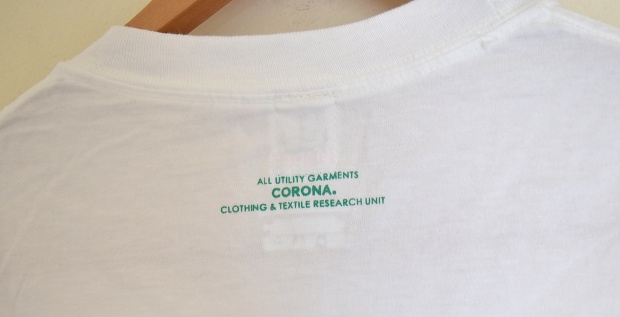 ALL UTILITY GARMENTS
CORONA.
CLOTHING & TEXTILE RESEARCH UNIT